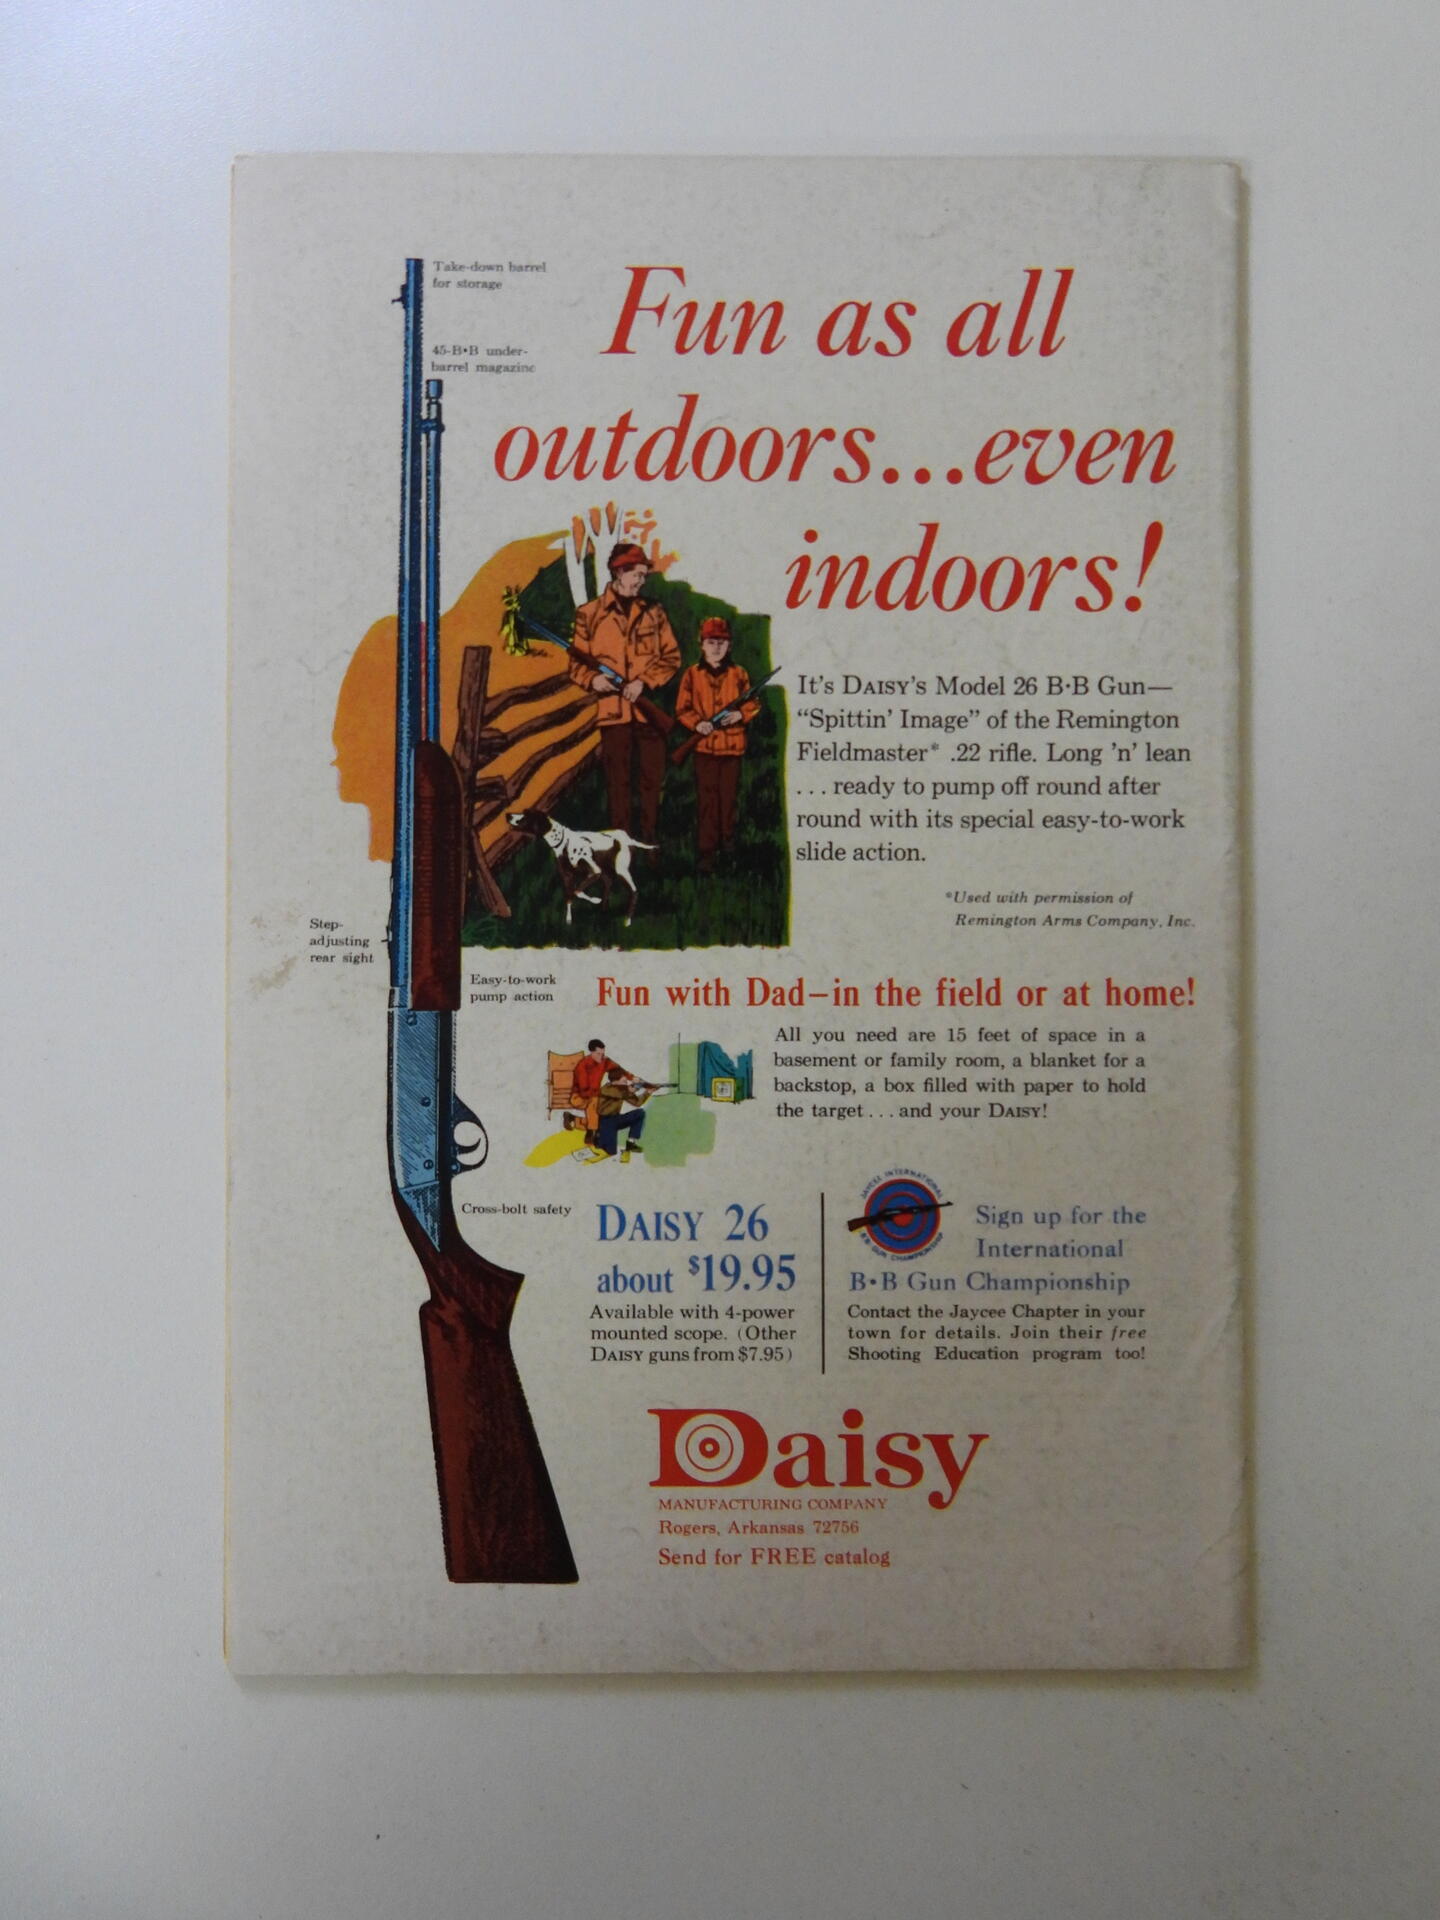 Take-down barrel
for storage
45-B•B under-
barrel magazine
Fun as all
outdoors...even
indoors!
It's DAISY's Model 26 B·B Gun—
"Spittin' Image" of the Remington
Fieldmaster* .22 rifle. Long 'n' lean
... ready to pump off round after
round with its special easy-to-work
slide action.
*Used with permission of
Remington Arms Company, Inc.
Step-
adjusting
rear sight
Easy-to-work
pump action
Fun with Dad—in the field or at home!
All you need are 15 feet of space in a
basement or family room, a blanket for a
backstop, a box filled with paper to hold
the target ... and your DAISY!
Cross-bolt safety
DAISY 26
about $19.95
Available with 4-power
mounted scope. (Other
DAISY guns from $7.95)
JAYCEE INTERNATIONAL
B·B GUN CHAMPIONSHIP
Sign up for the
International
B•B Gun Championship
Contact the Jaycee Chapter in your
town for details. Join their free
Shooting Education program too!
Daisy
MANUFACTURING COMPANY
Rogers, Arkansas 72756
Send for FREE catalog